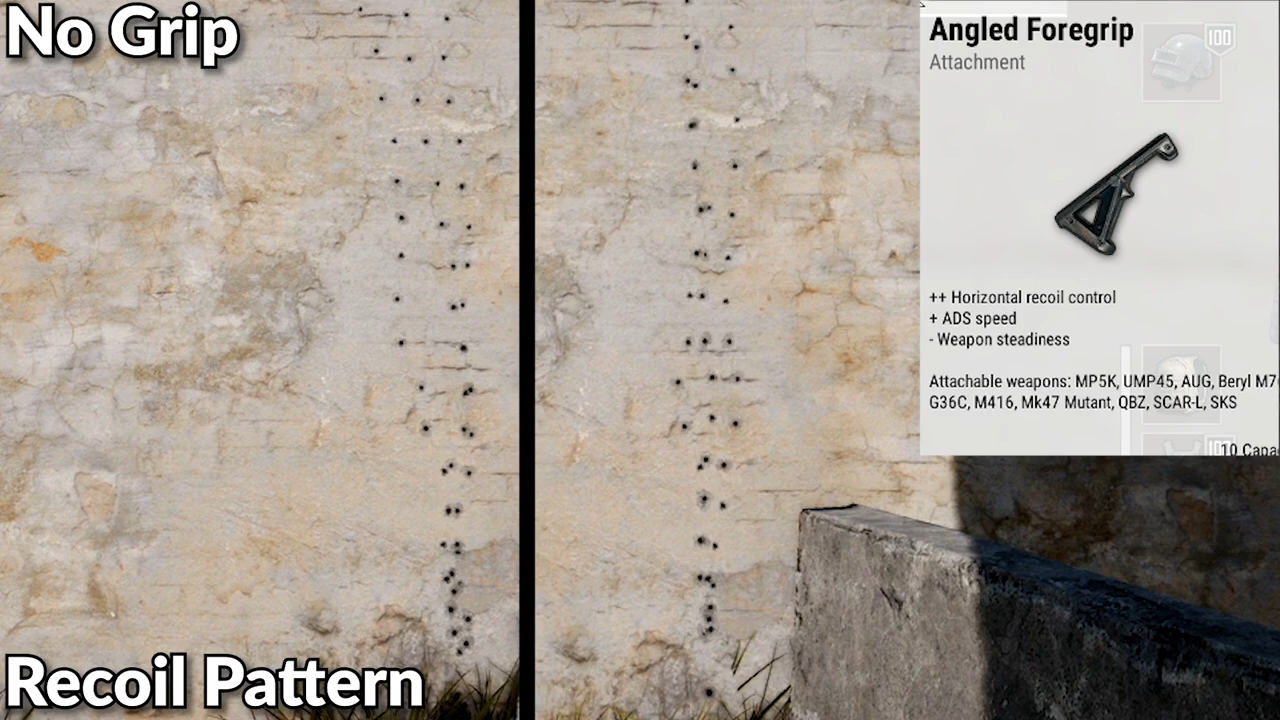 No Grip
Angled Foregrip
100
Attachment
++ Horizontal recoil control
+ ADS speed
- Weapon steadiness
Attachable weapons: MP5K, UMP45, AUG, Beryl M7
G36C, M416, Mk47 Mutant, QBZ, SCAR-L, SKS
10 Capa
Recoil Pattern